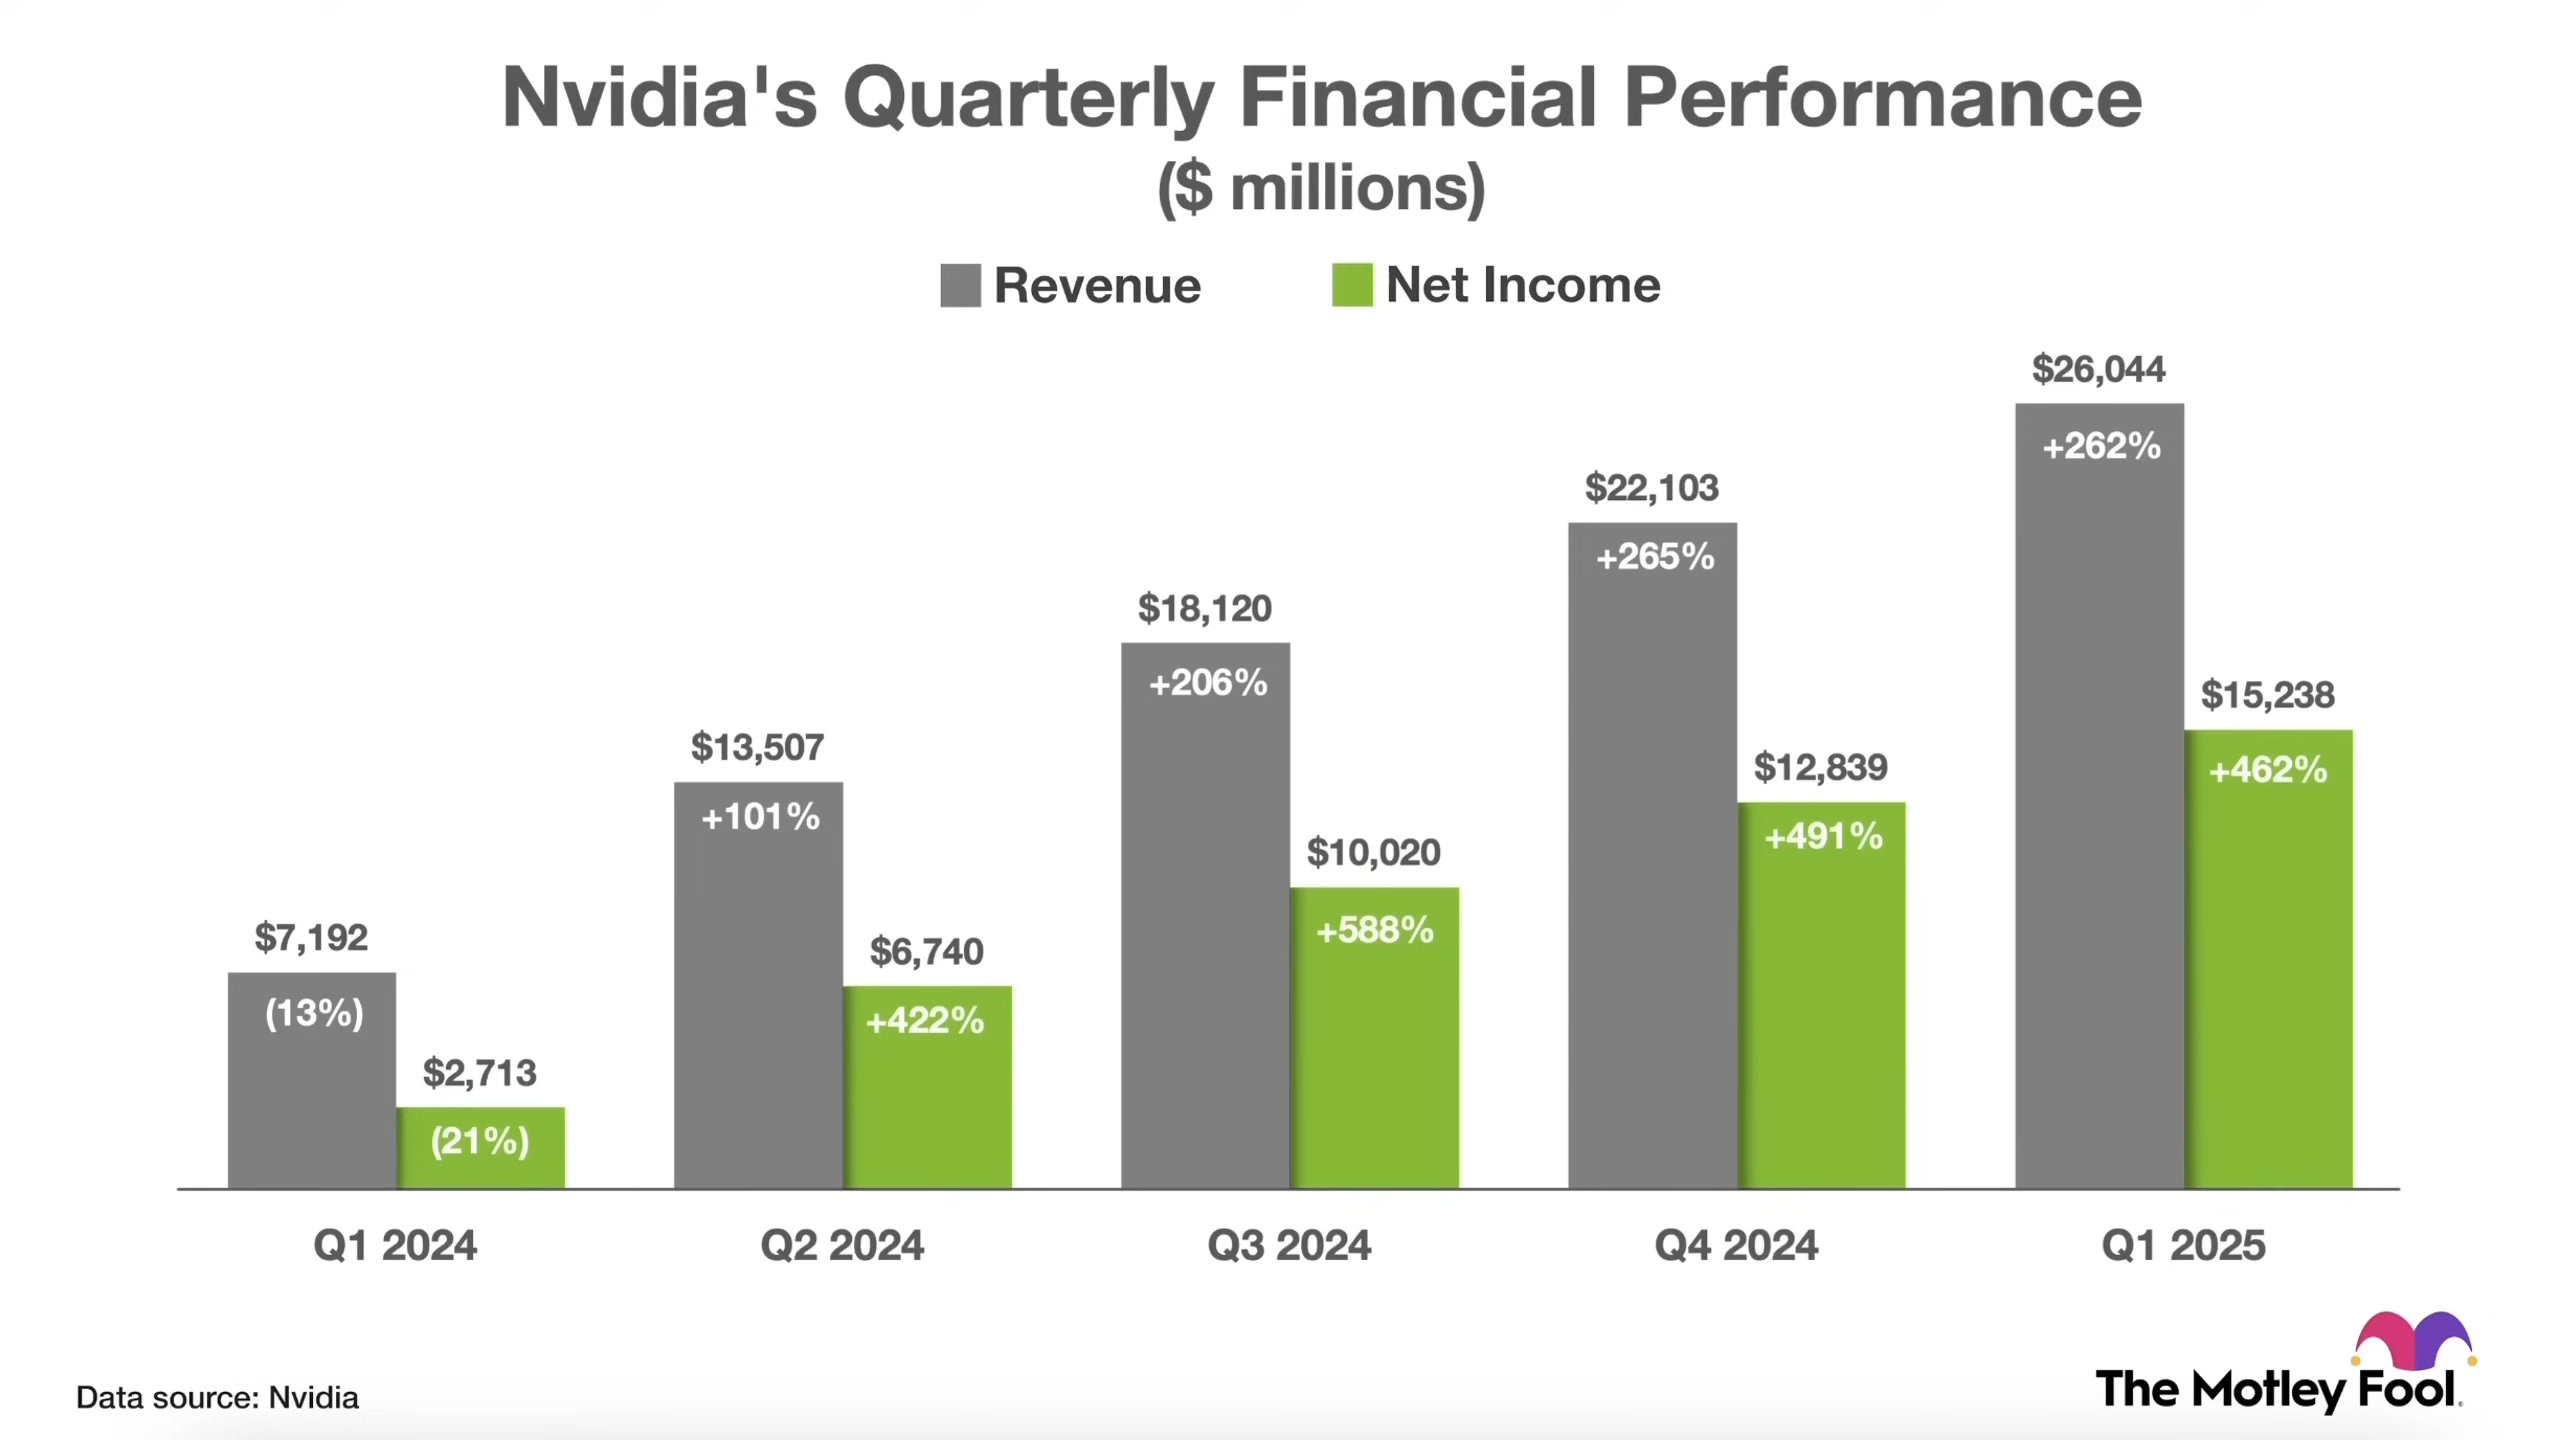 Nvidia's Quarterly Financial Performance
($ millions)
Revenue
Net Income
$7,192
(13%)
$2,713
(21%)
$13,507
+101%
$6,740
+422%
$18,120
+206%
$10,020
+588%
$22,103
+265%
$12,839
+491%
$26,044
+262%
$15,238
+462%
Q1 2024
Q2 2024
Q3 2024
Q4 2024
Q1 2025
Data source: Nvidia
The Motley Fool.